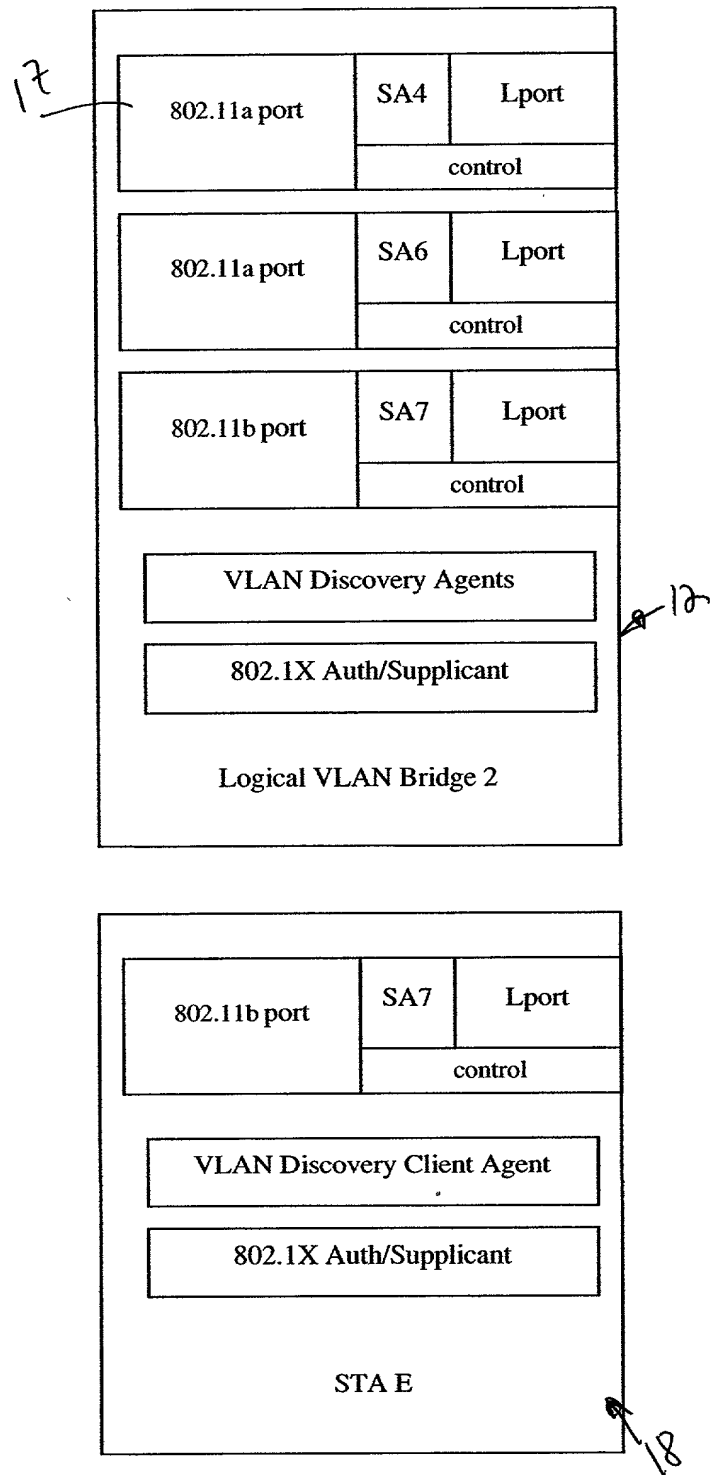 17
802.11a port
SA4
Lport
control
802.11a port
SA6
Lport
control
802.11b port
SA7
Lport
control
VLAN Discovery Agents
12
802.1X Auth/Supplicant
Logical VLAN Bridge 2
802.11b port
SA7
Lport
control
VLAN Discovery Client Agent
802.1X Auth/Supplicant
STA E
18